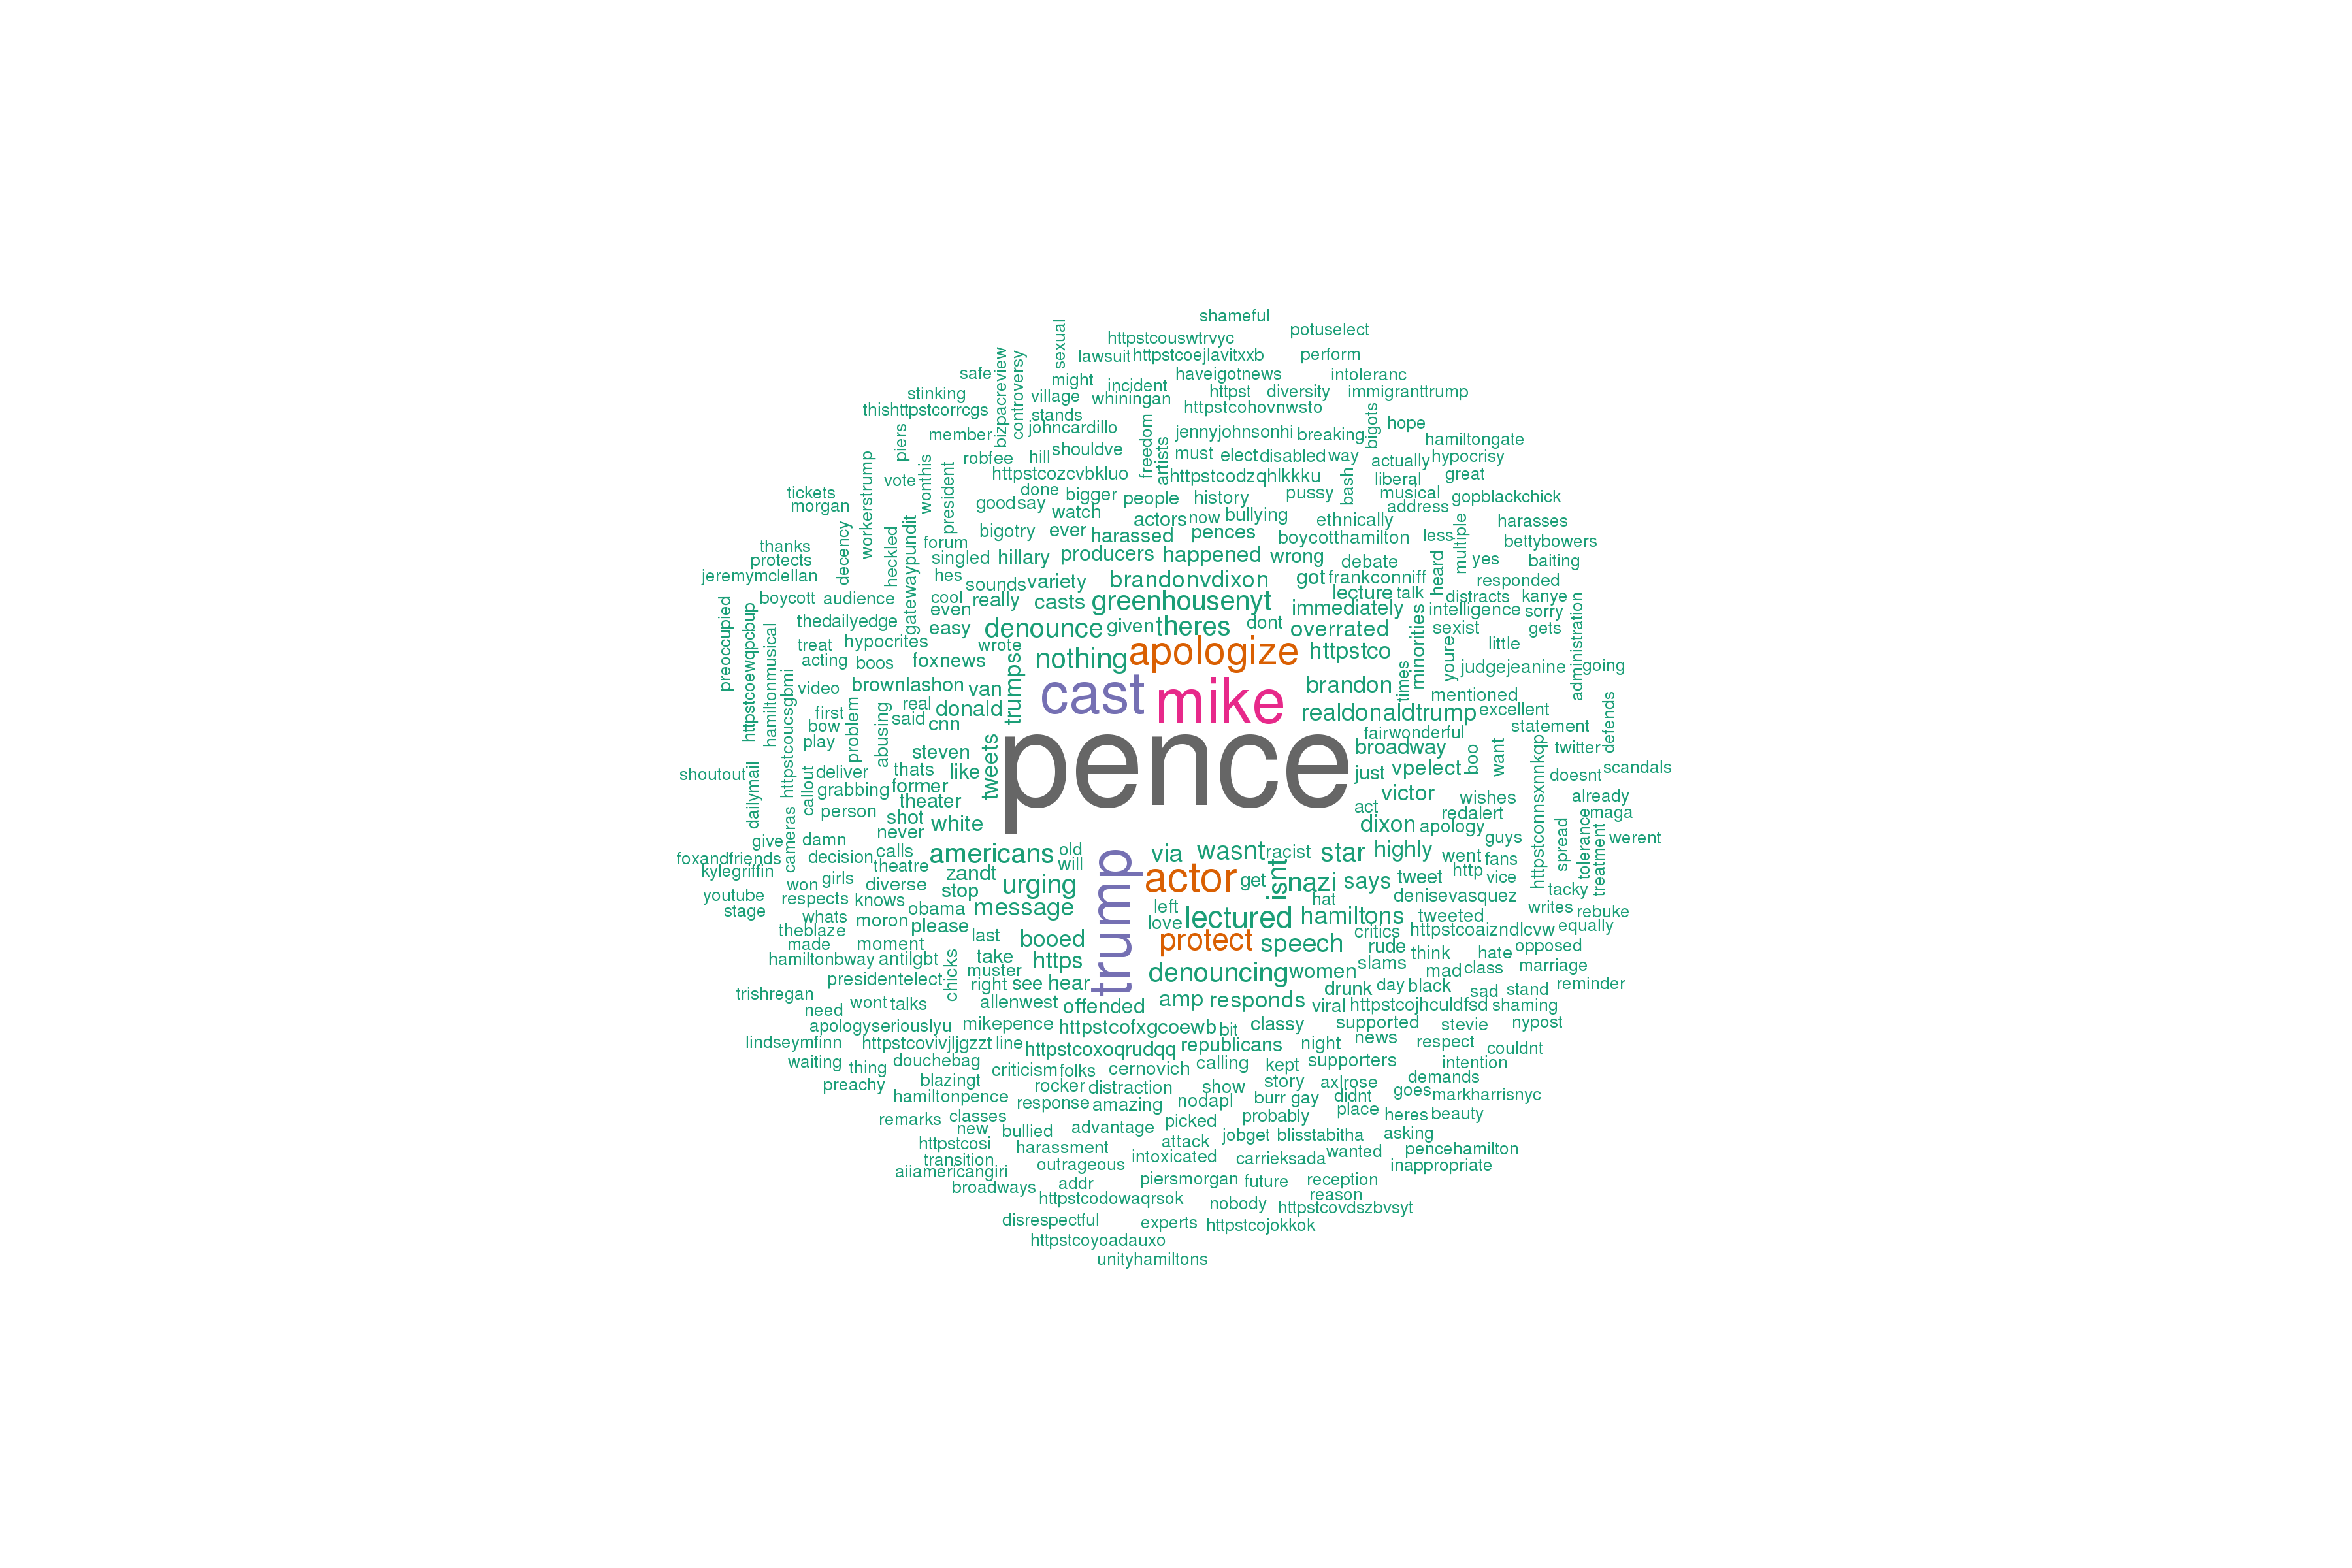 shameful
potuselect
httpstcouswtrvyc
sexual
lawsuit
httpstcoejlavitxxb
perform
safe
bizpacreview
controversy
might
incident
haveigotnews
intoleranc
stinking
village
whiningan
httpst
diversity
immigranttrump
thishttpstcorrcgs
stands
httpstcohovnwsto
bigots
hope
piers
member
johncardillo
freedom
artists
jennyjohnsonhi
breaking
hamiltongate
robfee
hill
shouldve
must
elect
disabled
way
actually
hypocrisy
workerstrump
vote
wonthis
president
httpstcozcvbkluo
httpstcodzqhlkkku
bash
liberal
great
tickets
morgan
good
say
done
bigger
people
history
pussy
musical
gopblackchick
watch
actors
now
bullying
ethnically
address
multiple
harasses
decency
heckled
gatewaypundit
bigotry
ever
harassed
pences
boycotthamilton
less
bettybowers
thanks
protects
forum
singled
hillary
producers
happened
wrong
debate
heard
yes
baiting
jeremymclellan
hes
sounds
variety
brandonvdixon
got
frankconniff
responded
preoccupied
httpstcoewqpcbup
boycott
audience
cool
even
really
casts
greenhousenyt
immediately
lecture
talk
distracts
kanye
intelligence
sorry
administration
hamiltonmusical
thedailyedge
easy
denounce
given
theres
dont
overrated
minorities
sexist
gets
treat
hypocrites
wrote
nothing
apologize
httpstco
youre
little
acting
boos
foxnews
trumps
times
judgejeanine
going
httpstcoucsgbmi
video
brownlashon
van
cast
mike
brandon
mentioned
first
problem
abusing
real
said
donald
realdonaldtrump
excellent
defends
bow
cnn
pence
fair
wonderful
statement
play
steven
tweets
broadway
boo
want
httpstconnsxnnkqp
twitter
shoutout
dailymail
callout
deliver
thats
like
just
vpelect
doesnt
scandals
grabbing
former
theater
victor
wishes
already
cameras
person
shot
act
redalert
spread
tolerance
maga
never
white
dixon
apology
treatment
give
damn
guys
werent
foxandfriends
decision
calls
americans
old
trump
via
wasnt
racist
isnt
star
highly
went
fans
kylegriffin
theatre
will
zandt
actor
get
nazi
says
tweet
http
vice
youtube
won
girls
diverse
stop
urging
hat
denisevasquez
tacky
respects
knows
obama
message
left
writes
rebuke
stage
whats
moron
please
love
lectured
hamiltons
tweeted
equally
theblaze
last
booed
protect
speech
critics
httpstcoaizndlcvw
made
moment
rude
think
hate
opposed
hamiltonbway
antilgbt
chicks
take
https
slams
mad
class
marriage
presidentelect
muster
right
see
hear
denouncing
women
drunk
day
black
sad
stand
reminder
trishregan
wont
talks
allenwest
offended
amp
responds
viral
httpstcojhculdfsd
shaming
need
apologyseriouslyu
mikepence
httpstcofxgcoewb
bit
classy
supported
stevie
nypost
lindseymfinn
httpstcovivjljgzzt
line
httpstcoxoqrudqq
republicans
night
news
respect
couldnt
waiting
thing
douchebag
criticism
folks
cernovich
calling
kept
supporters
intention
preachy
blazingt
rocker
distraction
show
story
axlrose
demands
hamiltonpence
response
amazing
nodapl
burr
gay
didnt
goes
markharrisnyc
remarks
classes
new
bullied
advantage
picked
probably
place
heres
beauty
httpstcosi
harassment
attack
jobget
blisstabitha
asking
transition
outrageous
intoxicated
carrieksada
wanted
pencehamilton
aiiamericangiri
inappropriate
broadways
addr
piersmorgan
future
reception
httpstcodowaqrsok
nobody
reason
httpstcovdszbvsyt
disrespectful
experts
httpstcojokkok
httpstcoyoadauxo
unityhamiltons